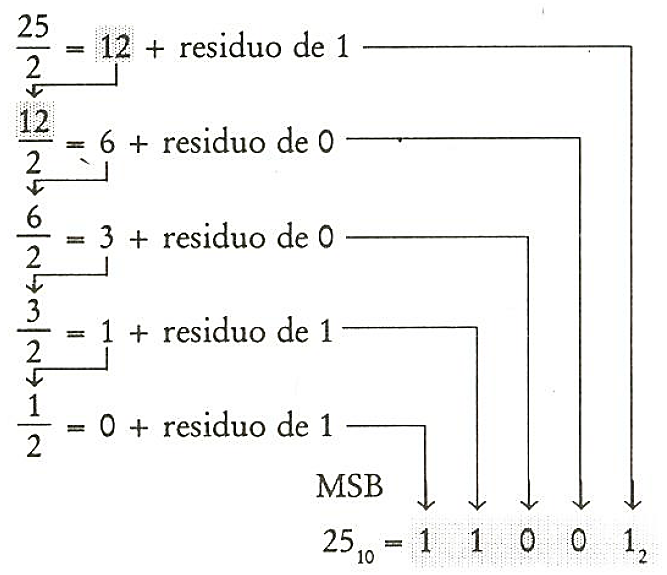 25/2 = 12 + residuo de 1
12/2 = 6 + residuo de 0
6/2 = 3 + residuo de 0
3/2 = 1 + residuo de 1
1/2 = 0 + residuo de 1
MSB
25₁₀ = 1 1 0 0 1₂